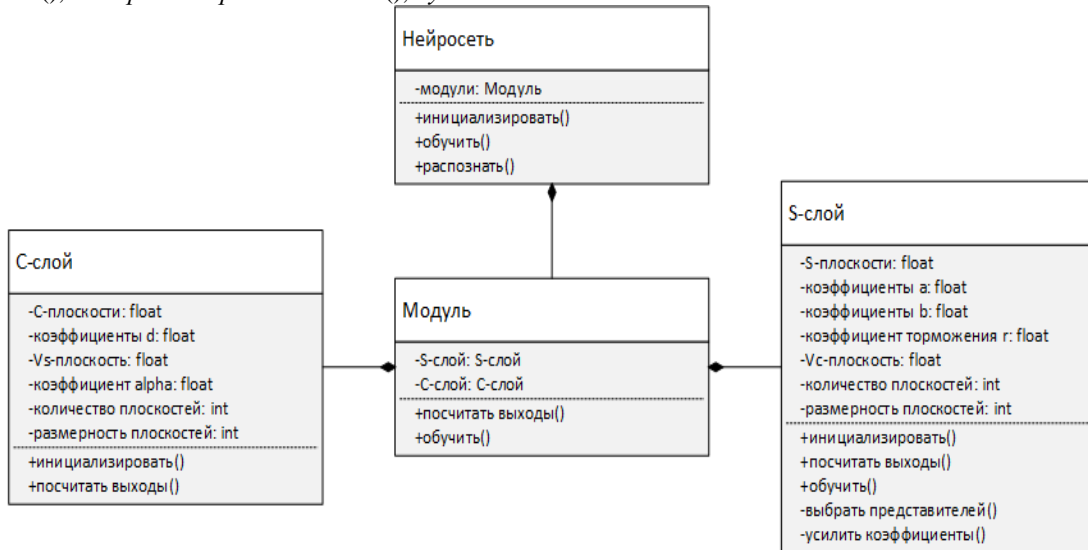 Нейросеть
-модули: Модуль
+инициализировать()
+обучить()
+распознать()
С-слой
-С-плоскости: float
-коэффициенты d: float
-Vs-плоскость: float
-коэффициент alpha: float
-количество плоскостей: int
-размерность плоскостей: int
+инициализировать()
+посчитать выходы()
Модуль
-S-слой: S-слой
-С-слой: С-слой
+посчитать выходы()
+обучить()
S-слой
-S-плоскости: float
-коэффициенты a: float
-коэффициенты b: float
-коэффициент торможения r: float
-Vc-плоскость: float
-количество плоскостей: int
-размерность плоскостей: int
+инициализировать()
+посчитать выходы()
+обучить()
-выбрать представителей()
-усилить коэффициенты()